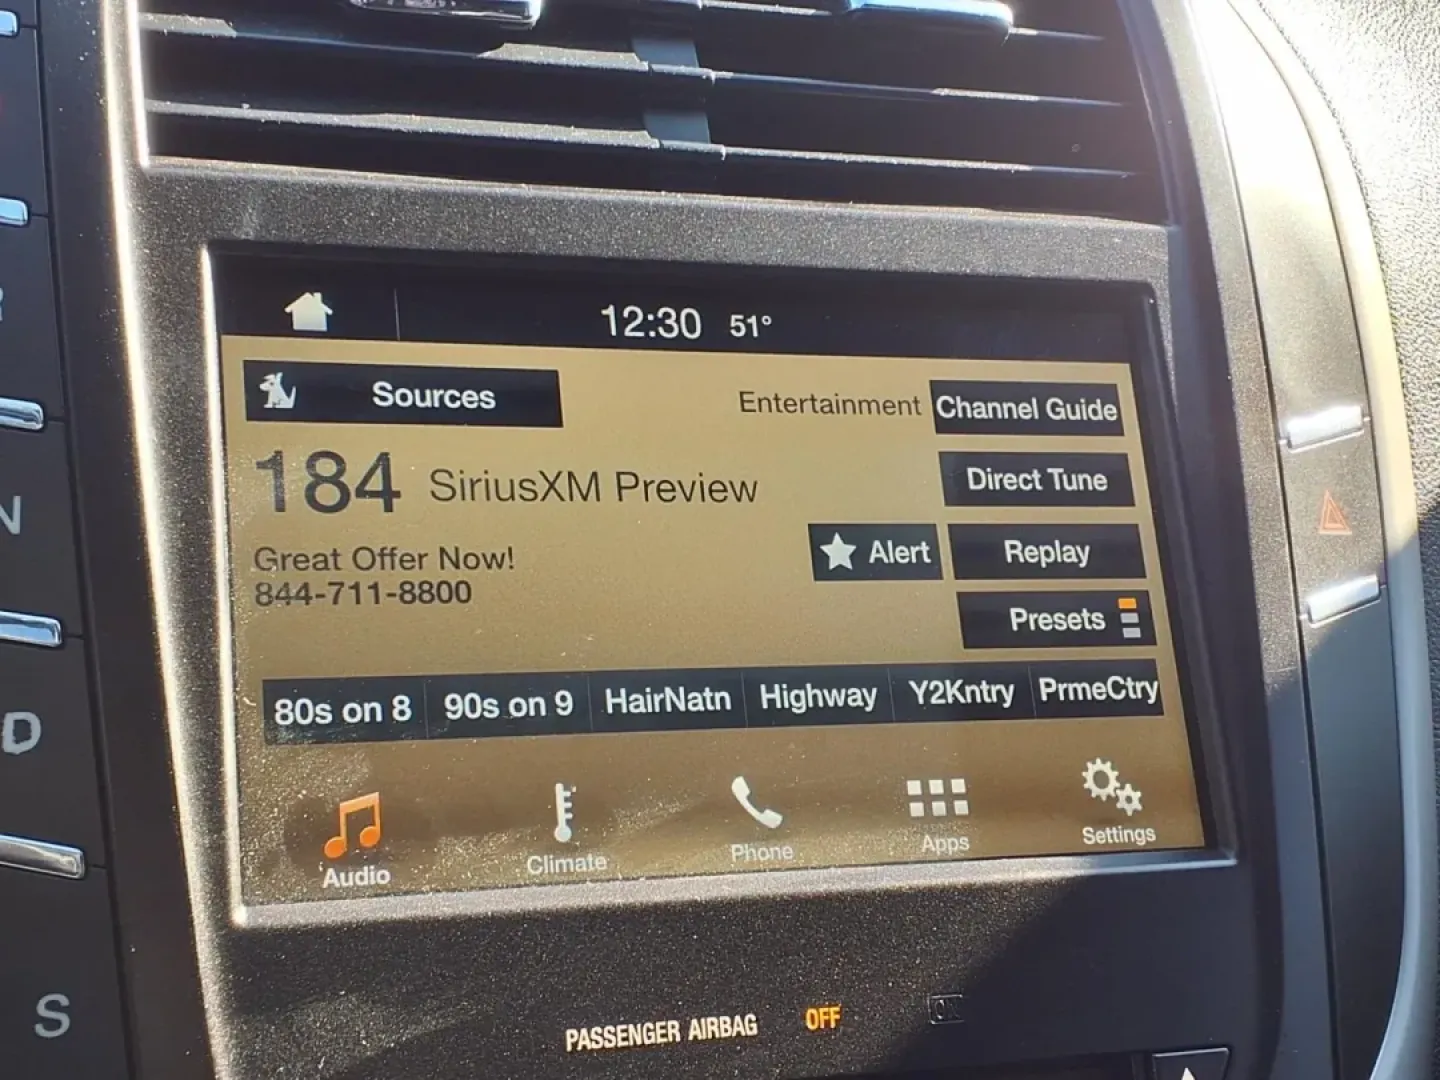 12:30 51°
Sources
Entertainment
Channel Guide
184 SiriusXM Preview
Direct Tune
Great Offer Now!
844-711-8800
Alert
Replay
Presets
80s on 8 90s on 9 HairNatn Highway Y2Kntry PrmeCtry
Audio Climate Phone Apps Settings
PASSENGER AIRBAG OFF
N
D
S